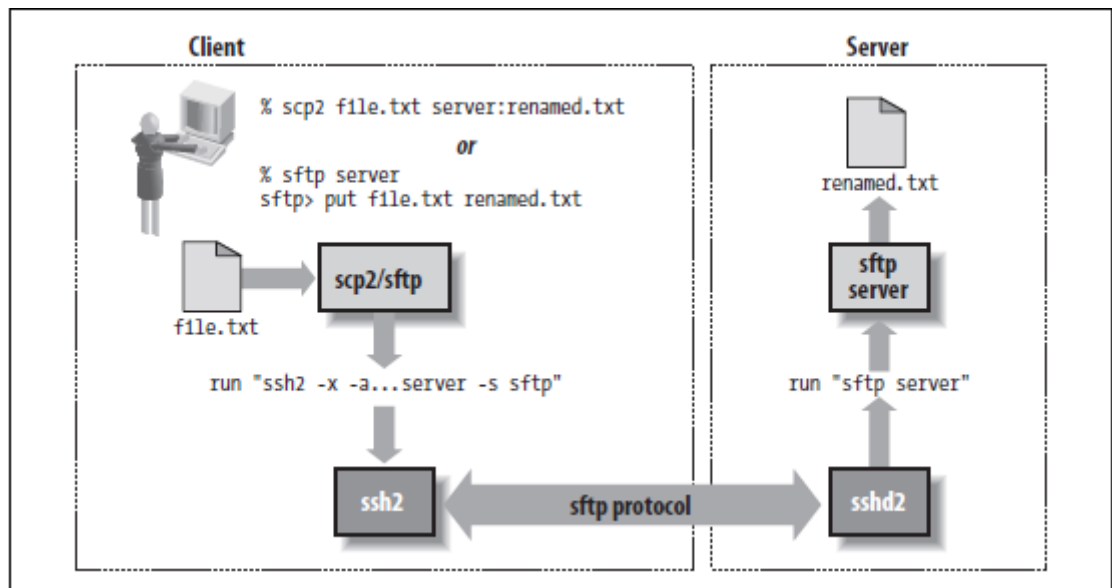 Client
% scp2 file.txt server:renamed.txt
or
% sftp server
sftp> put file.txt renamed.txt
file.txt
scp2/sftp
run "ssh2 -x -a...server -s sftp"
ssh2
sftp protocol
Server
renamed.txt
sftp
server
run "sftp server"
sshd2